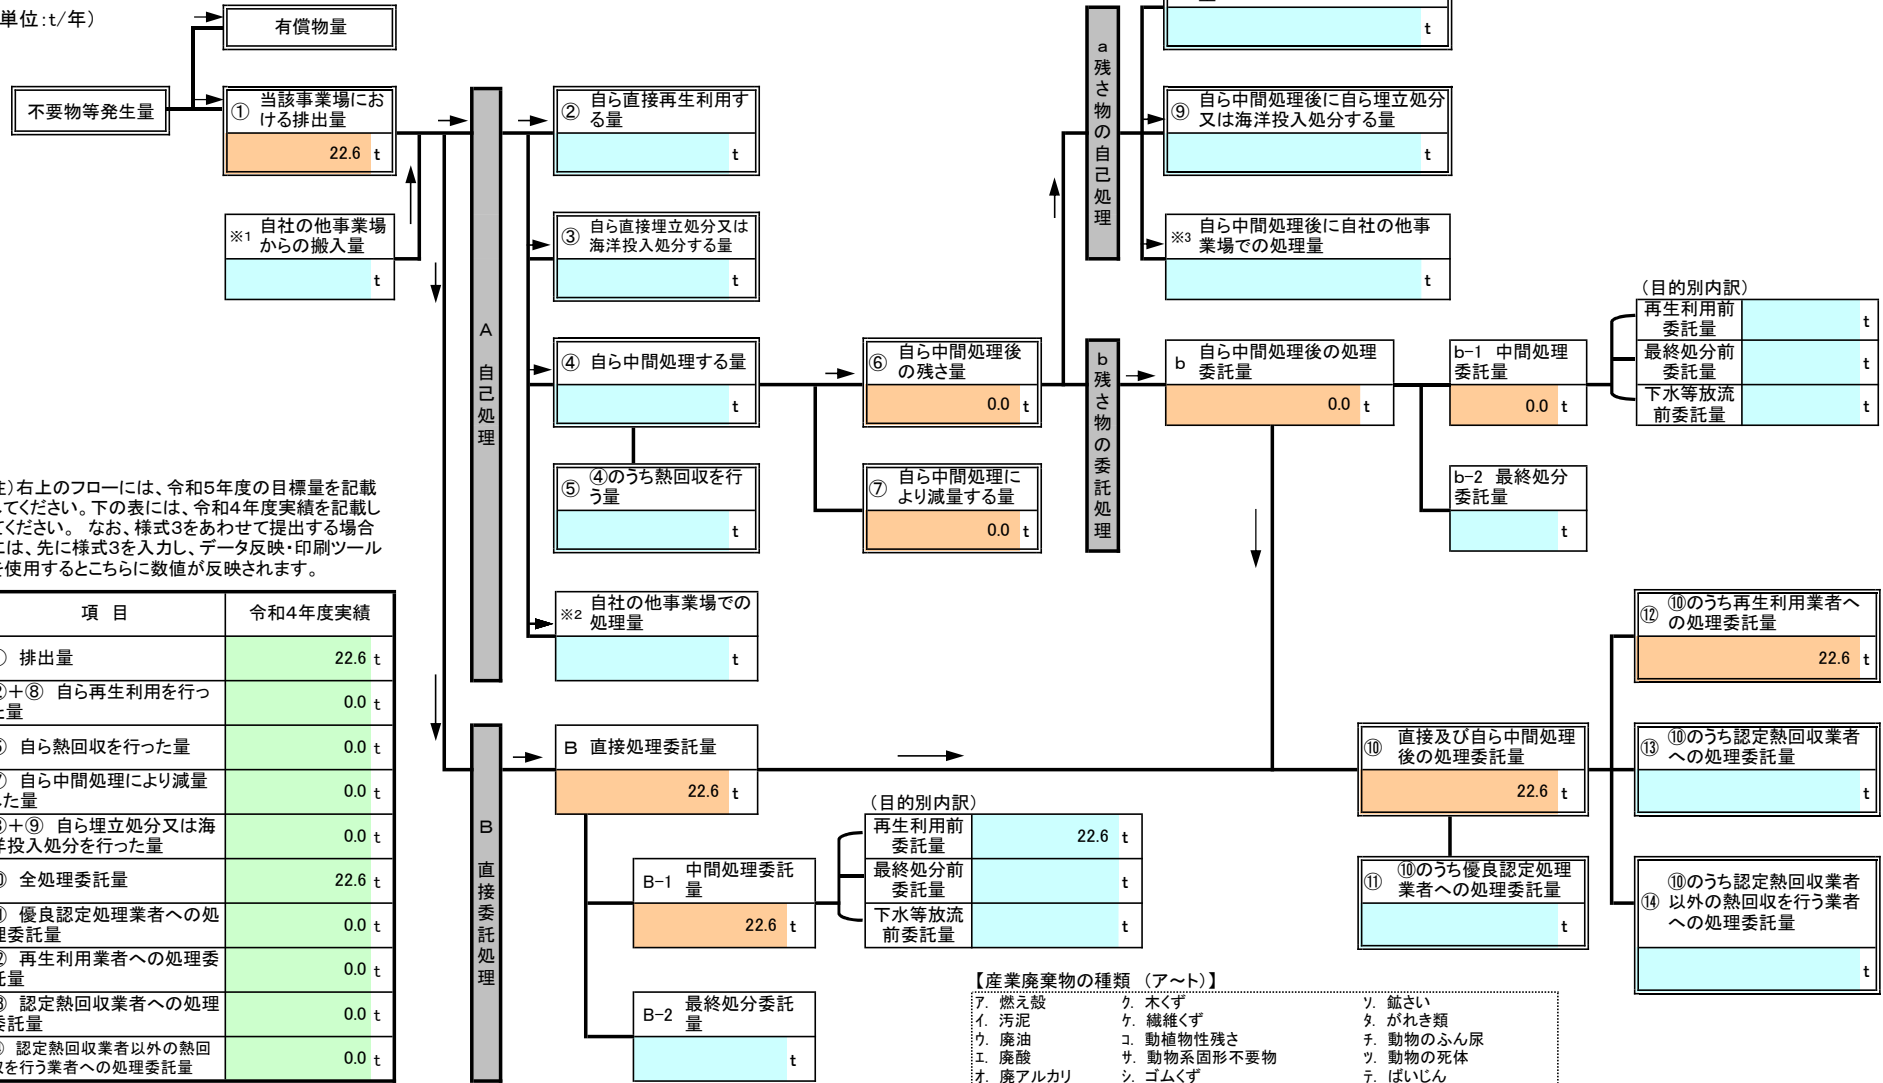 単位:t/年)
有償物量
不要物等発生量
① 当該事業場にお
ける排出量
22.6 t
※1 自社の他事業場
からの搬入量
t
A 自己処理
② 自ら直接再生利用す
る量
t
③ 自ら直接埋立処分又は
海洋投入処分する量
t
④ 自ら中間処理する量
t
⑤ ④のうち熱回収を行
う量
t
※2 自社の他事業場での
処理量
t
⑥ 自ら中間処理後
の残さ量
0.0 t
⑦ 自ら中間処理に
より減量する量
0.0 t
a 残さ物の自己処理
t
⑨ 自ら中間処理後に自ら埋立処分
又は海洋投入処分する量
t
※3 自ら中間処理後に自社の他事
業場での処理量
t
b 残さ物の委託処理
b 自ら中間処理後の処理
委託量
0.0 t
b-1 中間処理
委託量
0.0 t
b-2 最終処分
委託量
t
(目的別内訳)
再生利用前
委託量
t
最終処分前
委託量
t
下水等放流
前委託量
t
)右上のフローには、令和5年度の目標量を記載
してください。下の表には、令和4年度実績を記載し
てください。 なお、様式3をあわせて提出する場合
には、先に様式3を入力し、データ反映・印刷ツール
を使用するとこちらに数値が反映されます。
項 目 令和4年度実績
排出量 22.6 t
+⑧ 自ら再生利用を行っ
た量 0.0 t
自ら熱回収を行った量 0.0 t
自ら中間処理により減量
した量 0.0 t
+⑨ 自ら埋立処分又は海
洋投入処分を行った量 0.0 t
全処理委託量 22.6 t
優良認定処理業者への処
理委託量 0.0 t
再生利用業者への処理委
託量 0.0 t
認定熱回収業者への処理
委託量 0.0 t
認定熱回収業者以外の熱回
収を行う業者への処理委託量 0.0 t
B 直接委託処理
B 直接処理委託量
22.6 t
B-1 中間処理委託
量
22.6 t
B-2 最終処分委託
量
t
(目的別内訳)
再生利用前
委託量
22.6 t
最終処分前
委託量
t
下水等放流
前委託量
t
⑩ 直接及び自ら中間処理
後の処理委託量
22.6 t
⑪ ⑩のうち優良認定処理
業者への処理委託量
t
⑫ ⑩のうち再生利用業者へ
の処理委託量
22.6 t
⑬ ⑩のうち認定熱回収業者
への処理委託量
t
⑭ ⑩のうち認定熱回収業者
以外の熱回収を行う業者
への処理委託量
t
【産業廃棄物の種類 (ア~ト)】
ア. 燃え殻 ク. 木くず ソ. 鉱さい
イ. 汚泥 ケ. 繊維くず タ. がれき類
ウ. 廃油 コ. 動植物性残さ チ. 動物のふん尿
エ. 廃酸 サ. 動物系固形不要物 ツ. 動物の死体
オ. 廃アルカリ シ. ゴムくず テ. ばいじん